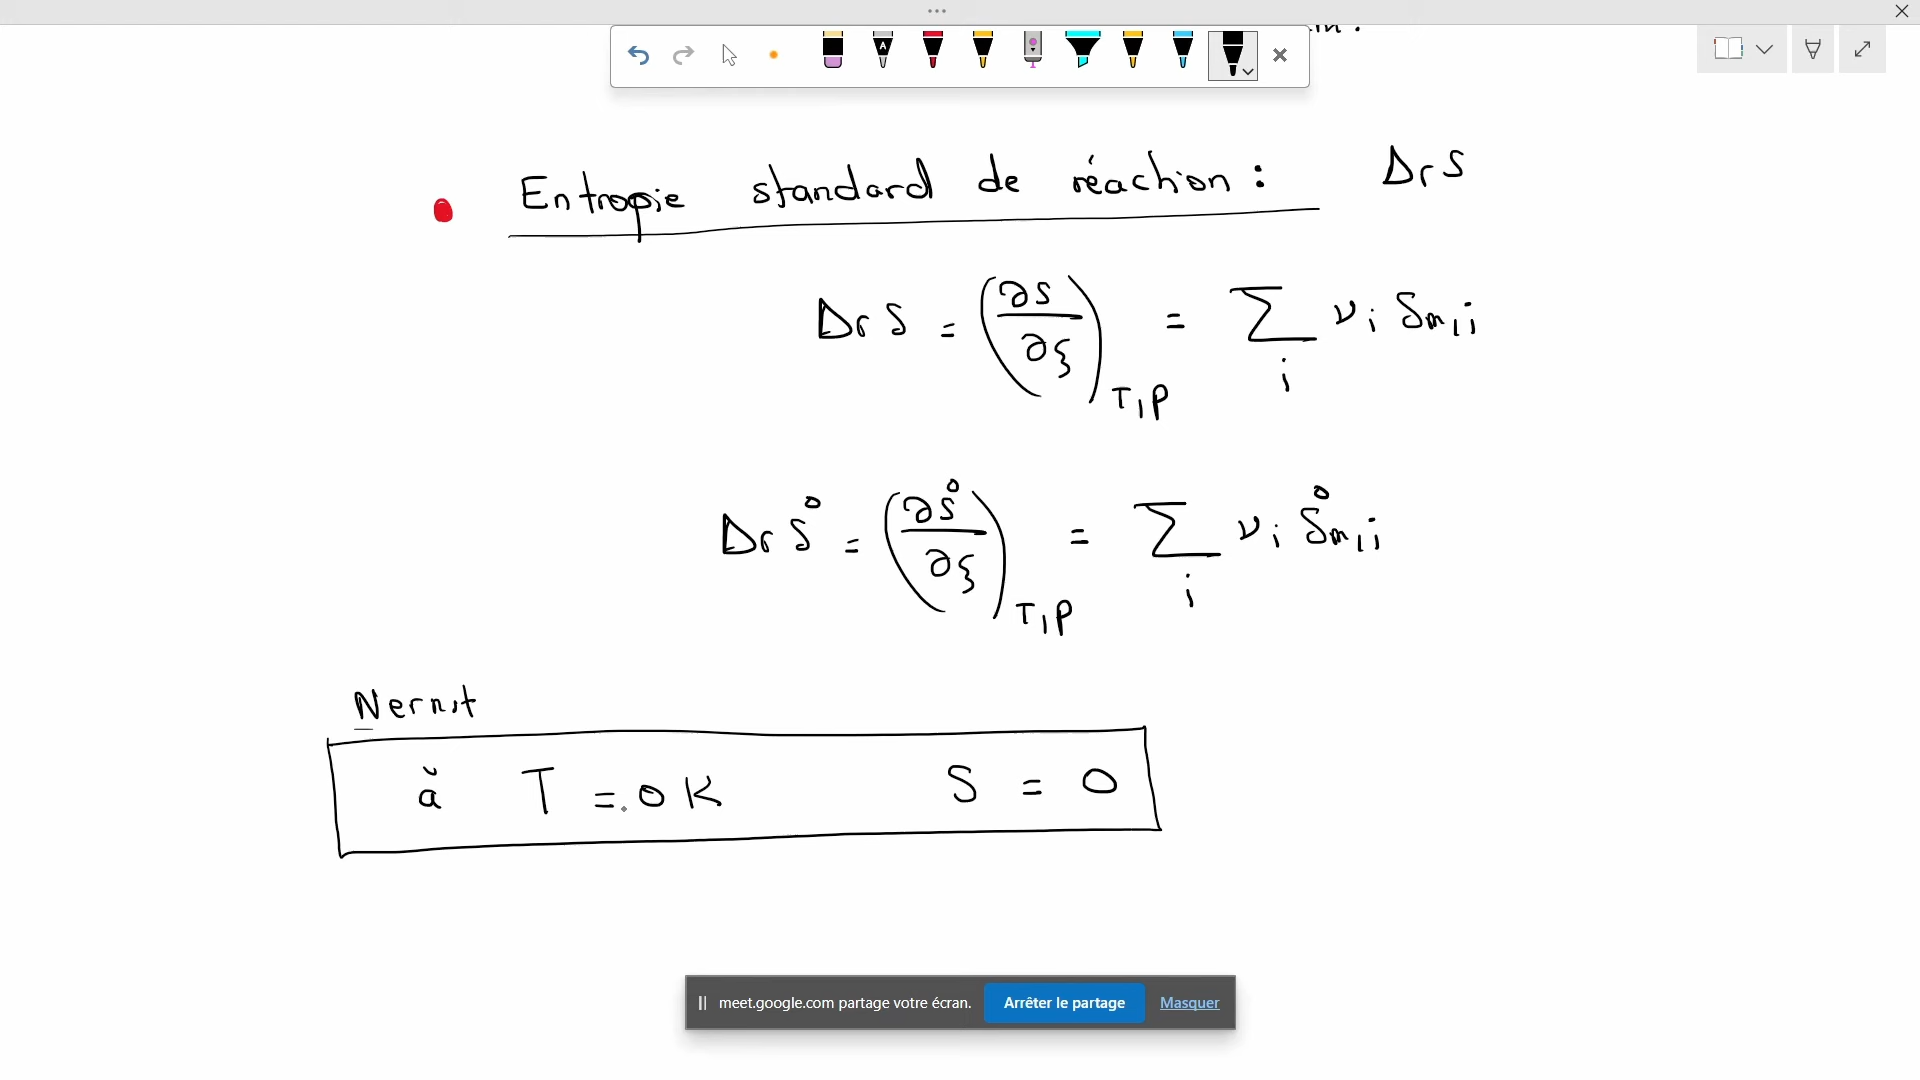 Entropie standard de réaction : ΔrS
ΔrS = (∂S/∂ξ)T,P = Σi νi Sm,i
ΔrS° = (∂S°/∂ξ)T,P = Σi νi S°m,i
Nernst
à T = 0 K S = 0
meet.google.com partage votre écran. Arrêter le partage Masquer